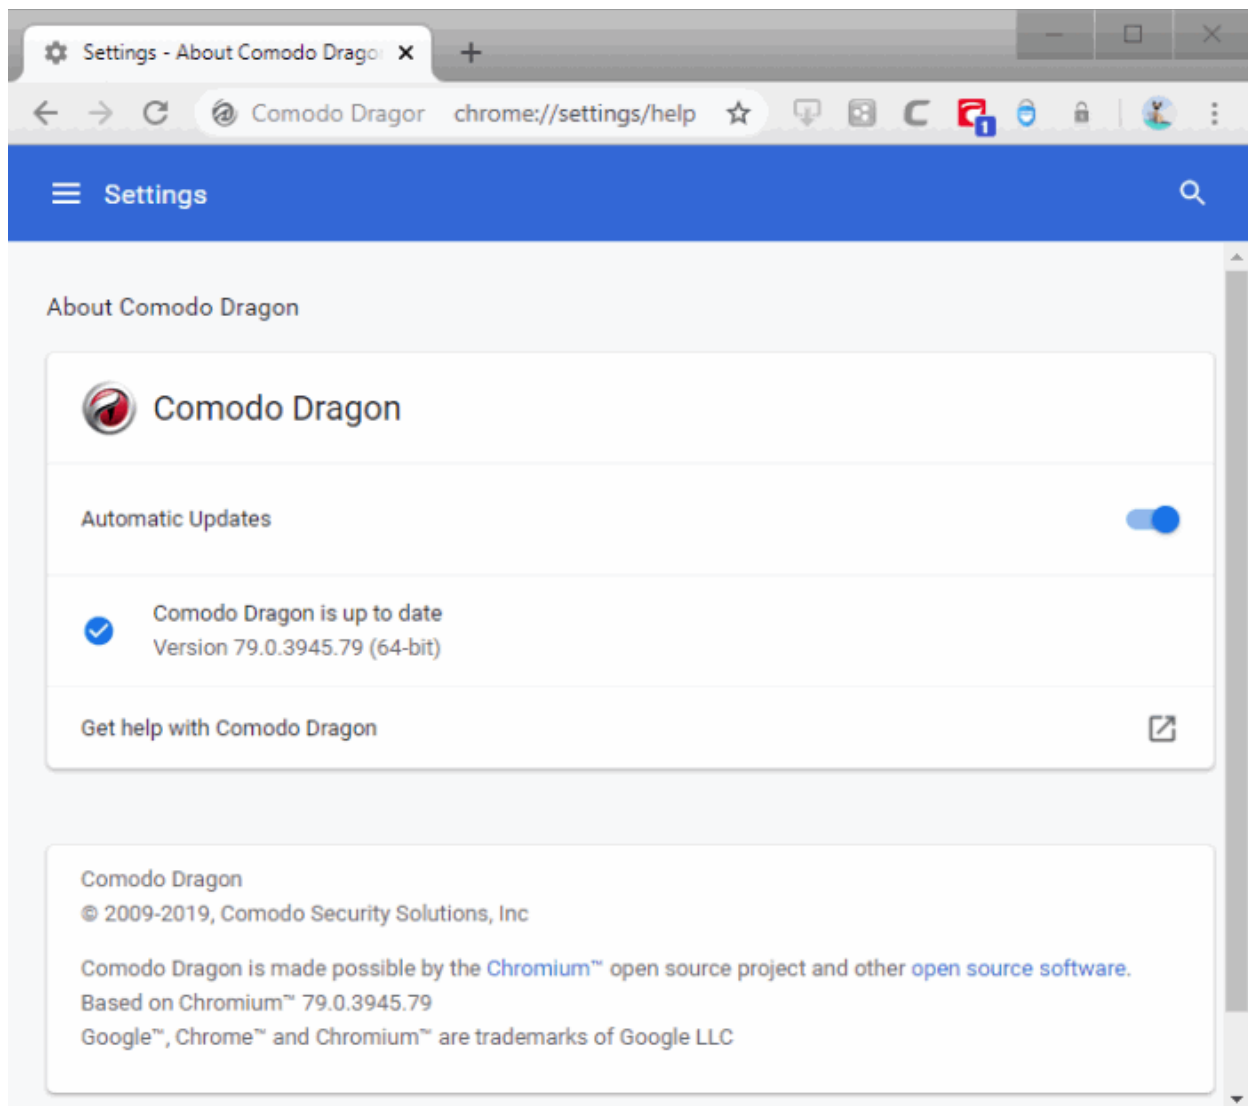 Settings - About Comodo Drago
Comodo Dragor chrome://settings/help
1
Settings
About Comodo Dragon
Comodo Dragon
Automatic Updates
Comodo Dragon is up to date
Version 79.0.3945.79 (64-bit)
Get help with Comodo Dragon
Comodo Dragon
© 2009-2019, Comodo Security Solutions, Inc
Comodo Dragon is made possible by the Chromium™ open source project and other open source software.
Based on Chromium™ 79.0.3945.79
Google™, Chrome™ and Chromium™ are trademarks of Google LLC